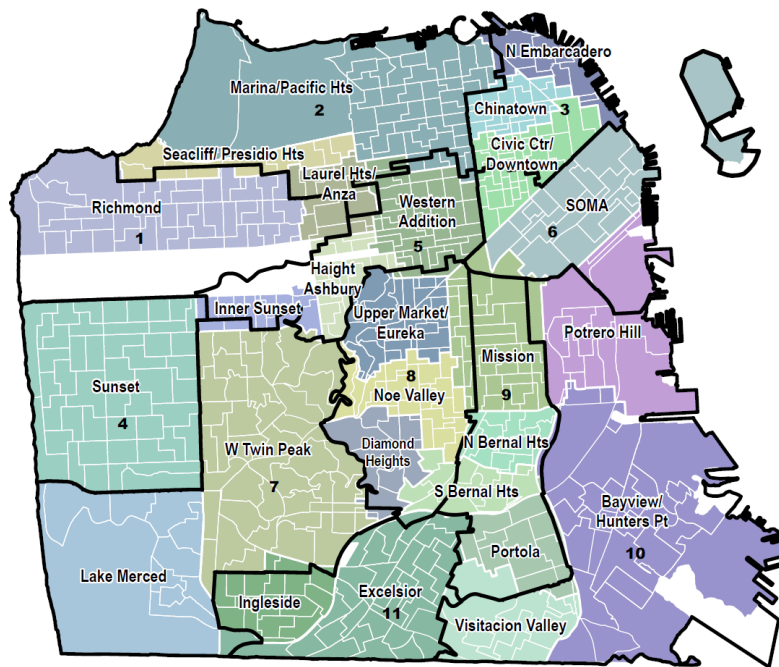 N Embarcadero
Marina/Pacific Hts
2
Chinatown
3
Civic Ctr/
Downtown
Seacliff/ Presidio Hts
Laurel Hts/
Anza
Richmond
1
Western
Addition
5
SOMA
6
Haight
Ashbury
Inner Sunset
Upper Market/
Eureka
Potrero Hill
Mission
9
Sunset
4
8
Noe Valley
W Twin Peak
7
Diamond
Heights
N Bernal Hts
S Bernal Hts
Bayview/
Hunters Pt
10
Portola
Lake Merced
Ingleside
Excelsior
11
Visitacion Valley